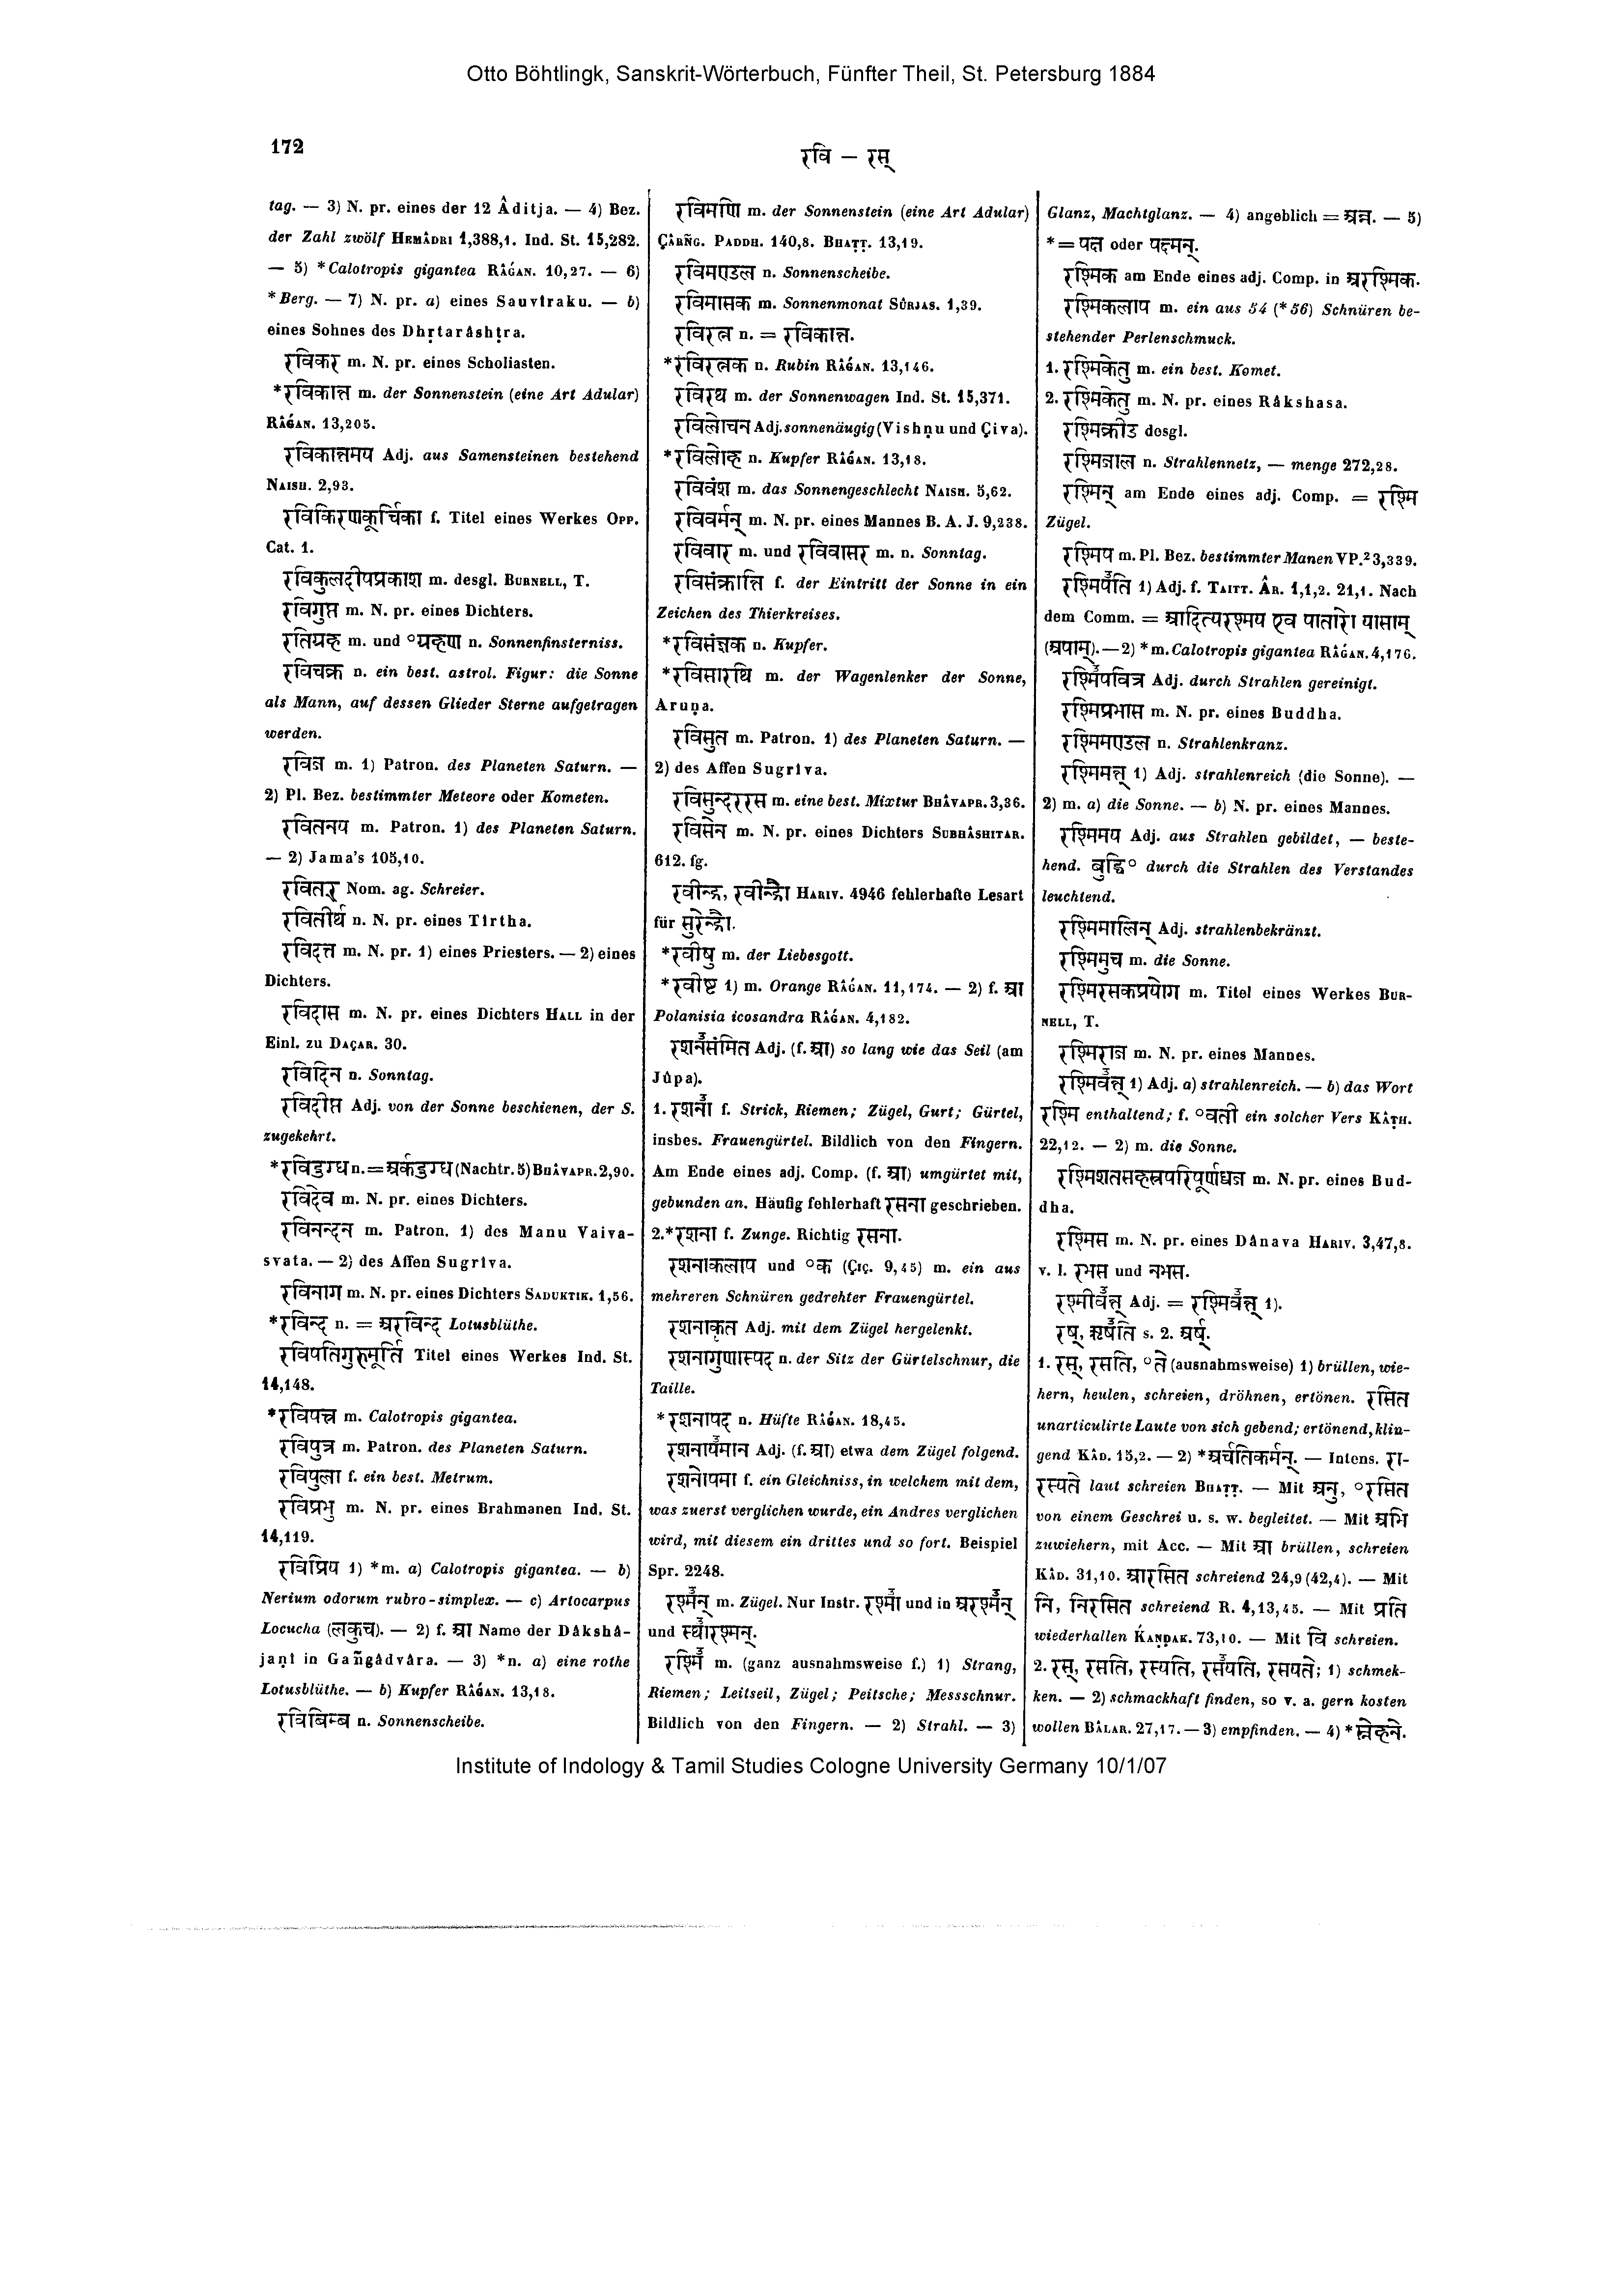 Otto Böhtlingk, Sanskrit-Wörterbuch, Fünfter Theil, St. Petersburg 1884
172
रवि — रस्
tag. — 3) N. pr. eines der 12 Âditja. — 4) Bez.
der Zahl zwölf HEMÂDRI 1,388,1. Ind. St. 15,282.
— 5) *Calotropis gigantea RÂǴAN. 10,27. — 6)
*Berg. — 7) N. pr. a) eines Sauvîraku. — b)
eines Sohnes des Dhṛtarâshṭra.
रविकर m. N. pr. eines Scholiasten.
*रविकान्त m. der Sonnenstein (eine Art Adular)
RÂǴAN. 13,205.
रविकान्तमय Adj. aus Samensteinen bestehend
NAISH. 2,93.
रविकिरणकूर्चिका f. Titel eines Werkes OPP.
Cat. 1.
रविकुलदीपप्रकाश m. desgl. BURNELL, T.
रविगुप्त m. N. pr. eines Dichters.
रतिग्रह m. und °ग्रहण n. Sonnenfinsterniss.
रविचक्र n. ein best. astrol. Figur: die Sonne
als Mann, auf dessen Glieder Sterne aufgetragen
werden.
रविज m. 1) Patron. des Planeten Saturn. —
2) Pl. Bez. bestimmter Meteore oder Kometen.
रवितनय m. Patron. 1) des Planeten Saturn.
— 2) Jama's 105,10.
रवितर् Nom. ag. Schreier.
रवितीर्थ n. N. pr. eines Tîrtha.
रविदत्त m. N. pr. 1) eines Priesters. — 2) eines
Dichters.
रविदास m. N. pr. eines Dichters HALL in der
Einl. zu DAÇAR. 30.
रविदिन n. Sonntag.
रविदीप्त Adj. von der Sonne beschienen, der S.
zugekehrt.
*रविदुग्ध n. = अर्कदुग्ध (Nachtr. 5) BHÂVAPR. 2,90.
रविदेव m. N. pr. eines Dichters.
रविनन्दन m. Patron. 1) des Manu Vaiva-
svata. — 2) des Affen Sugrîva.
रविनाग m. N. pr. eines Dichters SADUKTIK. 1,56.
*रविन्द n. = अरविन्द Lotusblüthe.
रविपतिगुरुमूर्ति Titel eines Werkes Ind. St.
14,148.
*रविपत्त्र m. Calotropis gigantea.
रविपुत्र m. Patron. des Planeten Saturn.
रविपुला f. ein best. Metrum.
रविप्रभु m. N. pr. eines Brahmanen Ind. St.
14,119.
रविप्रिय 1) *m. a) Calotropis gigantea. — b)
Nerium odorum rubro-simplex. — c) Artocarpus
Locucha (लकुच). — 2) f. आ Name der Dâkshâ-
jaṇî in Gaṅgâdvâra. — 3) *n. a) eine rothe
Lotusblüthe. — b) Kupfer RÂǴAN. 13,18.
रविबिम्ब n. Sonnenscheibe.
रविमणि m. der Sonnenstein (eine Art Adular)
ÇÂRÑG. PADDH. 140,8. BHAṬṬ. 13,19.
रविमण्डल n. Sonnenscheibe.
रविमासक m. Sonnenmonat SÛRJAS. 1,39.
रविरत्न n. = रविकान्त.
*रविरत्नक n. Rubin RÂǴAN. 13,146.
रविरथ m. der Sonnenwagen Ind. St. 15,371.
रविलोचन Adj. sonnenäugig (Vishṇu und Çiva).
*रविलोह n. Kupfer RÂǴAN. 13,18.
रविवंश m. das Sonnengeschlecht NAISH. 5,62.
रविवर्मन् m. N. pr. eines Mannes B. A. J. 9,238.
रविवार m. und रविवासर m. n. Sonntag.
रविसंक्रान्ति f. der Eintritt der Sonne in ein
Zeichen des Thierkreises.
*रविसंज्ञक n. Kupfer.
*रविसारथि m. der Wagenlenker der Sonne,
Aruṇa.
रविसुत m. Patron. 1) des Planeten Saturn. —
2) des Affen Sugrîva.
रविसुन्दररस m. eine best. Mixtur BHÂVAPR. 3,36.
रविसेन m. N. pr. eines Dichters SUBHÂSHITAR.
612. fg.
रवीन्द्र, रवीन्द्रो HARIV. 4946 fehlerhafte Lesart
für सुरेन्द्रो.
*रवीषु m. der Liebesgott.
*रवीष्ट 1) m. Orange RÂǴAN. 11,174. — 2) f. आ
Polanisia icosandra RÂǴAN. 4,182.
रशनॅसंमित Adj. (f. आ) so lang wie das Seil (am
Jûpa).
1. रशनॉ f. Strick, Riemen; Zügel, Gurt; Gürtel,
insbes. Frauengürtel. Bildlich von den Fingern.
Am Ende eines adj. Comp. (f. आ) umgürtet mit,
gebunden an. Häufig fehlerhaft रसना geschrieben.
2.*रशना f. Zunge. Richtig रसना.
रशनाकलाप und °क (ÇIÇ. 9,45) m. ein aus
mehreren Schnüren gedrehter Frauengürtel.
रशनाकृत Adj. mit dem Zügel hergelenkt.
रशनागुणास्पद n. der Sitz der Gürtelschnur, die
Taille.
*रशनापद n. Hüfte RÂǴAN. 18,45.
रशनायॅमान Adj. (f. आ) etwa dem Zügel folgend.
रशनोपमा f. ein Gleichniss, in welchem mit dem,
was zuerst verglichen wurde, ein Andres verglichen
wird, mit diesem ein drittes und so fort. Beispiel
Spr. 2248.
रश्मॅन् m. Zügel. Nur Instr. रश्मॉ und in अरश्मॅन्
und स्थॉरश्मन्.
रश्मिॅ m. (ganz ausnahmsweise f.) 1) Strang,
Riemen; Leitseil, Zügel; Peitsche; Messschnur.
Bildlich von den Fingern. — 2) Strahl. — 3)
Glanz, Machtglanz. — 4) angeblich = अन्न. — 5)
*= पक्ष oder पक्ष्मन्.
रश्मिक am Ende eines adj. Comp. in अरश्मिक.
रश्मिकलाप m. ein aus 54 (*56) Schnüren be-
stehender Perlenschmuck.
1. रश्मिकेतु m. ein best. Komet.
2. रश्मिकेतु m. N. pr. eines Râkshasa.
रश्मिक्रीड desgl.
रश्मिजाल n. Strahlennetz, — menge 272,28.
रश्मिन् am Ende eines adj. Comp. = रश्मि
Zügel.
रश्मिप m. Pl. Bez. bestimmter Manen VP.² 3,339.
रश्मिपॅति 1) Adj. f. TAITT. ÂR. 1,1,2. 21,1. Nach
dem Comm. = आदित्यरश्मय एव पातारो यासाम्
(अपाम्). — 2) *m. Calotropis gigantea RÂǴAN. 4,176.
रश्मिॅपवित्र Adj. durch Strahlen gereinigt.
रश्मिप्रभास m. N. pr. eines Buddha.
रश्मिमण्डल n. Strahlenkranz.
रश्मिमन्त् 1) Adj. strahlenreich (die Sonne). —
2) m. a) die Sonne. — b) N. pr. eines Mannes.
रश्मिमय Adj. aus Strahlen gebildet, — beste-
hend. बुद्धि° durch die Strahlen des Verstandes
leuchtend.
रश्मिमालिन् Adj. strahlenbekränzt.
रश्मिमुच m. die Sonne.
रश्मिरसकप्रयोग m. Titel eines Werkes BUR-
NELL, T.
रश्मिराज m. N. pr. eines Mannes.
रश्मिवॅन्त् 1) Adj. a) strahlenreich. — b) das Wort
रश्मि enthaltend; f. °वती ein solcher Vers KÂṬH.
22,12. — 2) m. die Sonne.
रश्मिशतसहस्रपरिपूर्णध्वज m. N. pr. eines Bud-
dha.
रश्मिस m. N. pr. eines Dânava HARIV. 3,47,8.
v. l. रभस und नभस.
रश्मीवॅन्त् Adj. = रश्मिवॅन्त् 1).
रष्, ऋषॅति s. 2. अर्ष्.
1. रस्, रसति, °ते (ausnahmsweise) 1) brüllen, wie-
hern, heulen, schreien, dröhnen, ertönen. रसित
unarticulirte Laute von sich gebend; ertönend, klin-
gend KÂD. 15,2. — 2) *अर्चतिकर्मन्. — Intens. रा-
रस्यते laut schreien BHAṬṬ. — Mit अनु, °रसित
von einem Geschrei u. s. w. begleitet. — Mit अभि
zuwiehern, mit Acc. — Mit आ brüllen, schreien
KÂD. 31,10. आरसित schreiend 24,9 (42,4). — Mit
नि, निरसित schreiend R. 4,13,45. — Mit प्रति
wiederhallen ḰAṆḌAK. 73,10. — Mit वि schreien.
2. रस्, रसति, रस्यति, रसॅयति, रसयते; 1) schmek-
ken. — 2) schmackhaft finden, so v. a. gern kosten
wollen BÂLAR. 27,17. — 3) empfinden. — 4) *स्नेहने.
Institute of Indology & Tamil Studies Cologne University Germany 10/1/07